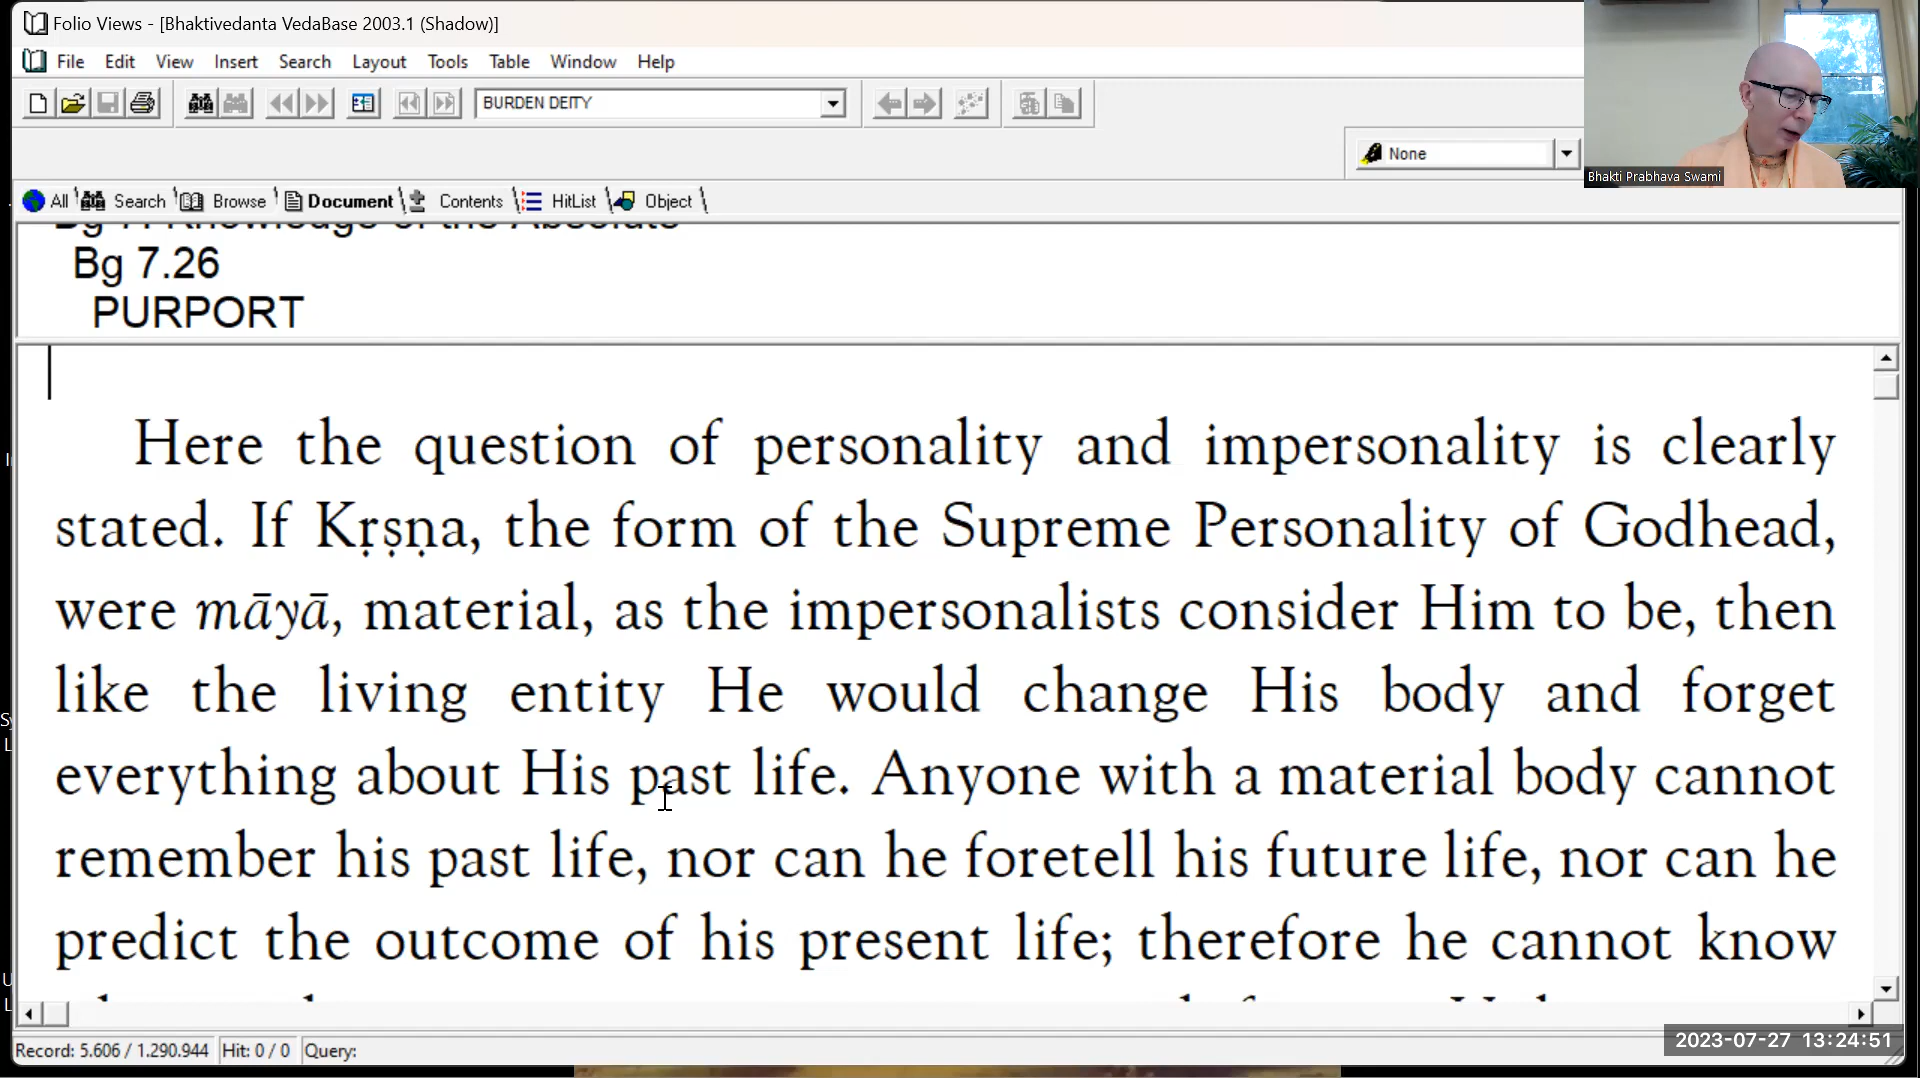 Folio Views - [Bhaktivedanta VedaBase 2003.1 (Shadow)]
File Edit View Insert Search Layout Tools Table Window Help
BURDEN DEITY
None
Bhakti Prabhava Swami
All Search Browse Document Contents HitList Object
Bg 7: Knowledge of the Absolute
Bg 7.26
PURPORT
Here the question of personality and impersonality is clearly
stated. If Kṛṣṇa, the form of the Supreme Personality of Godhead,
were māyā, material, as the impersonalists consider Him to be, then
like the living entity He would change His body and forget
everything about His past life. Anyone with a material body cannot
remember his past life, nor can he foretell his future life, nor can he
predict the outcome of his present life; therefore he cannot know
Record: 5.606 / 1.290.944 Hit: 0 / 0 Query:
2023-07-27 13:24:51